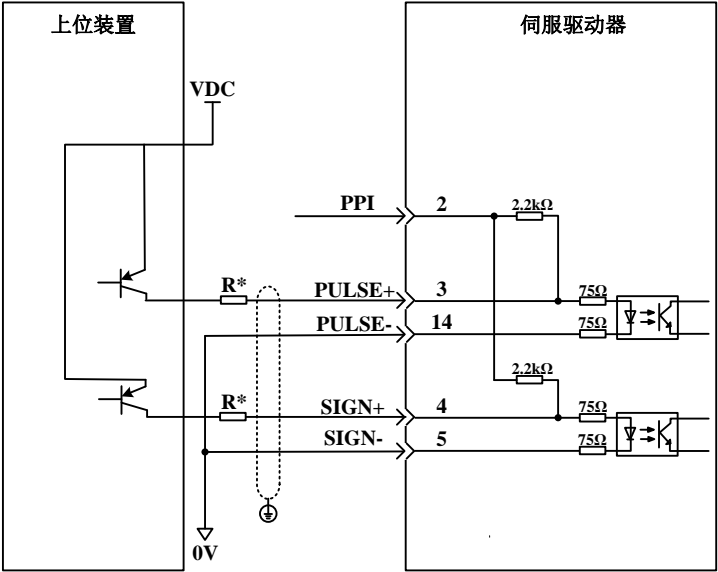 上位装置
伺服驱动器
VDC
PPI
2
2.2kΩ
R*
PULSE+
3
75Ω
PULSE-
14
75Ω
2.2kΩ
R*
SIGN+
4
75Ω
SIGN-
5
75Ω
0V